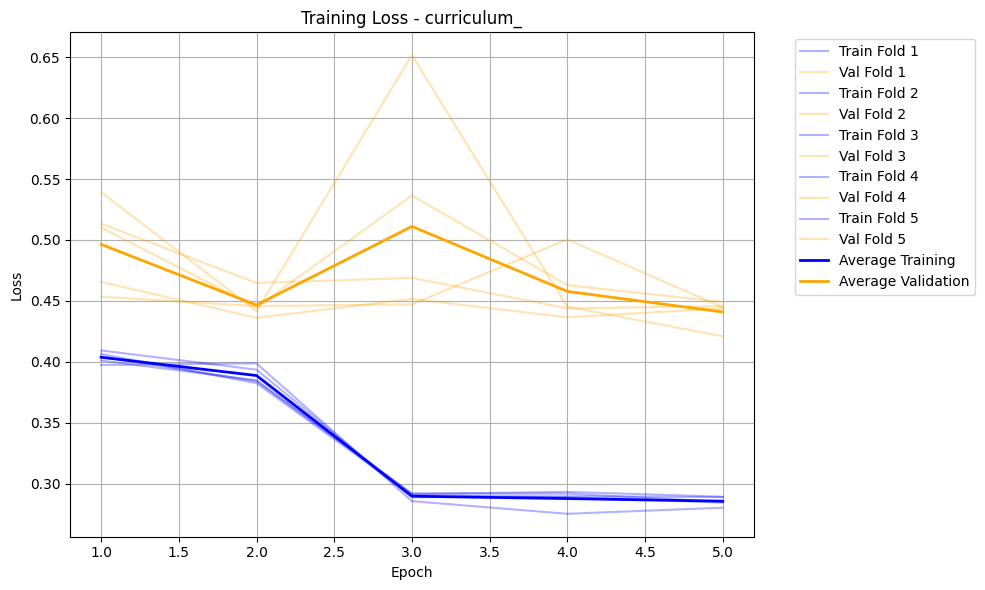 Training Loss - curriculum_
Loss
0.65
0.60
0.55
0.50
0.45
0.40
0.35
0.30
1.0 1.5 2.0 2.5 3.0 3.5 4.0 4.5 5.0
Epoch
Train Fold 1
Val Fold 1
Train Fold 2
Val Fold 2
Train Fold 3
Val Fold 3
Train Fold 4
Val Fold 4
Train Fold 5
Val Fold 5
Average Training
Average Validation